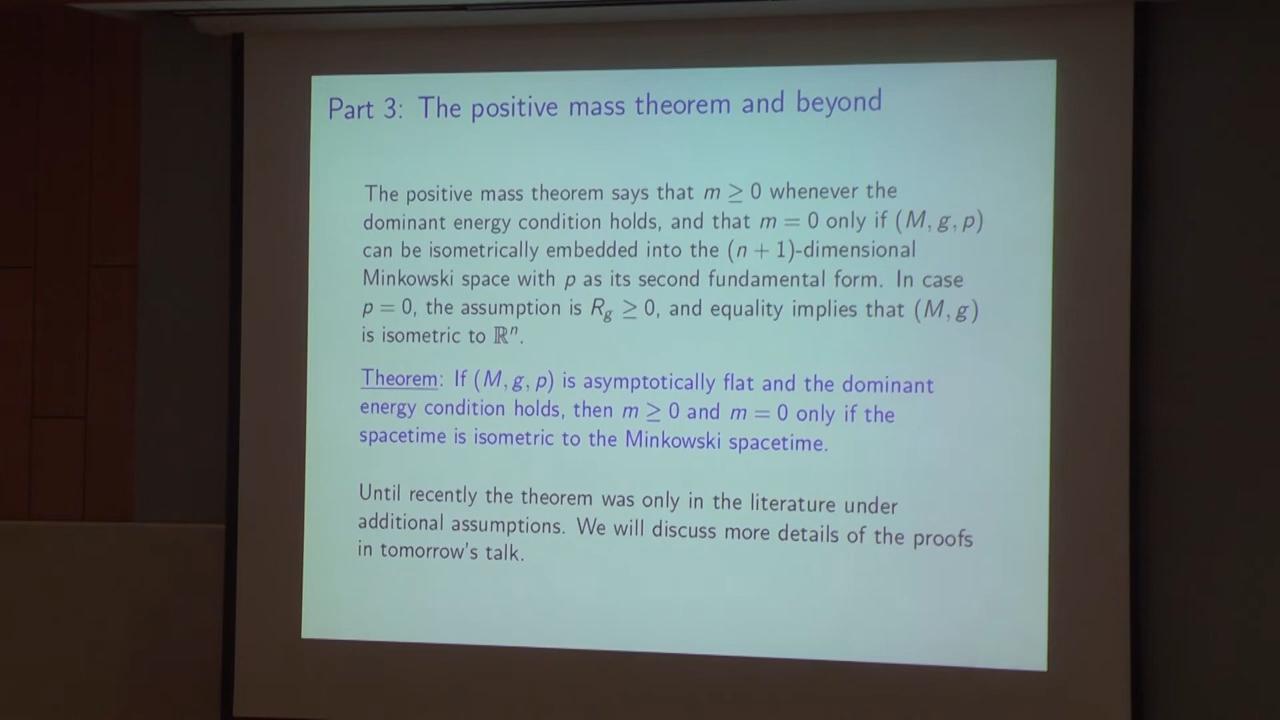 Part 3: The positive mass theorem and beyond
The positive mass theorem says that m ≥ 0 whenever the
dominant energy condition holds, and that m = 0 only if (M, g, p)
can be isometrically embedded into the (n + 1)-dimensional
Minkowski space with p as its second fundamental form. In case
p = 0, the assumption is R_g ≥ 0, and equality implies that (M, g)
is isometric to ℝⁿ.
Theorem: If (M, g, p) is asymptotically flat and the dominant
energy condition holds, then m ≥ 0 and m = 0 only if the
spacetime is isometric to the Minkowski spacetime.
Until recently the theorem was only in the literature under
additional assumptions. We will discuss more details of the proofs
in tomorrow's talk.